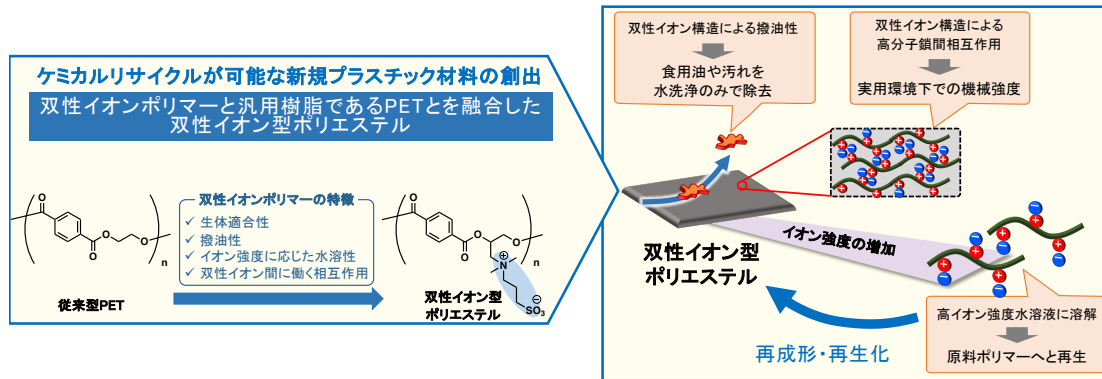 ケミカルリサイクルが可能な新規プラスチック材料の創出
双性イオンポリマーと汎用樹脂であるPETとを融合した
双性イオン型ポリエステル
O
O
O
O
n
従来型PET
双性イオンポリマーの特徴
✓ 生体適合性
✓ 撥油性
✓ イオン強度に応じた水溶性
✓ 双性イオン間に働く相互作用
O
O
O
O
n
N
+
SO3
−
双性イオン型
ポリエステル
双性イオン構造による撥油性
食用油や汚れを
水洗浄のみで除去
双性イオン構造による
高分子鎖間相互作用
実用環境下での機械強度
双性イオン型
ポリエステル
イオン強度の増加
高イオン強度水溶液に溶解
原料ポリマーへと再生
再成形・再生化